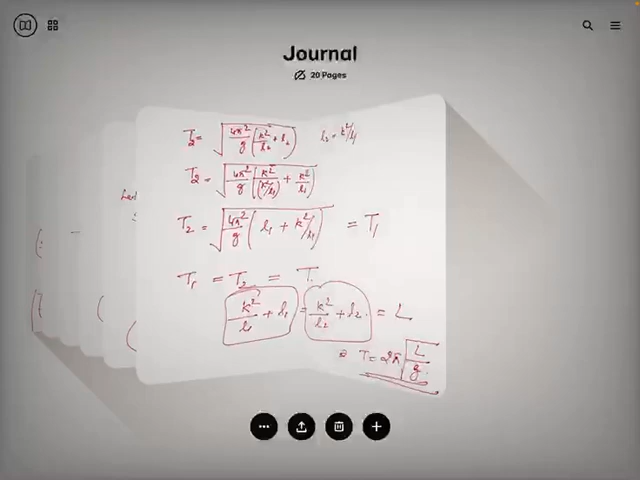 Journal
20 Pages
T₂ = √(4π²/g (k²/l₂ + l₂)) l₂ = k²/l₁
T₂ = √(4π²/g (k²/(k²/l₁) + k²/l₁))
T₂ = √(4π²/g (l₁ + k²/l₁)) = T₁
T₁ = T₂ = T
k²/l₁ + l₁ = k²/l₂ + l₂ = L
T = 2π √(L/g)